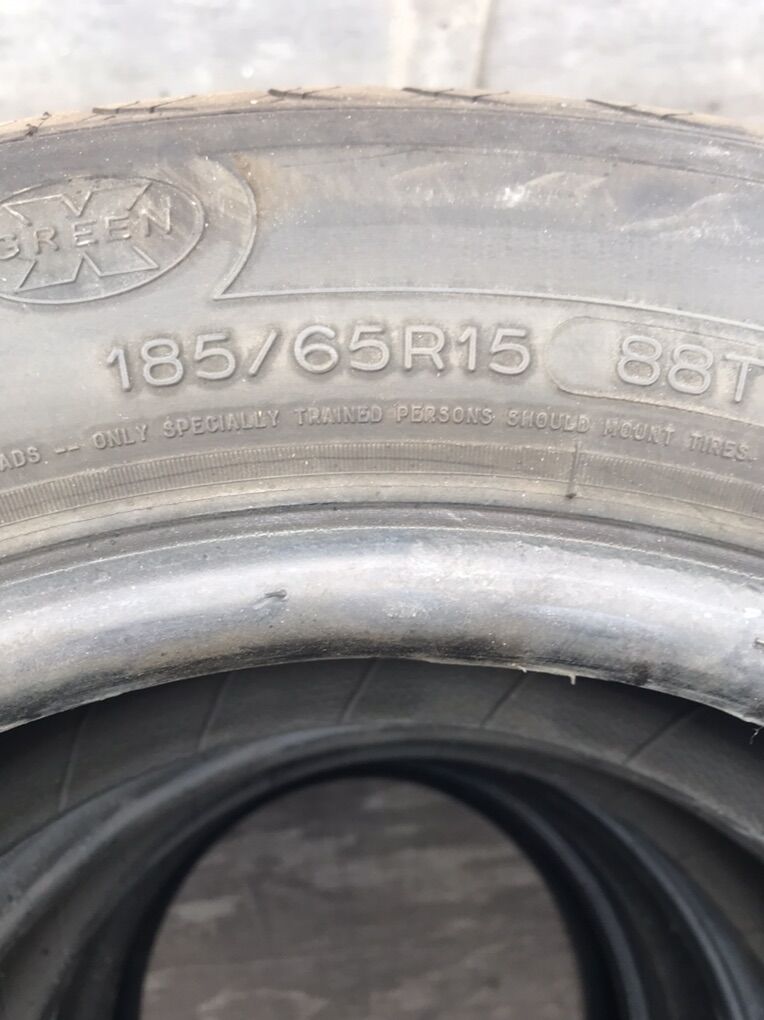 GREEN X
185/65R15 88T
ADS -- ONLY SPECIALLY TRAINED PERSONS SHOULD MOUNT TIRES.